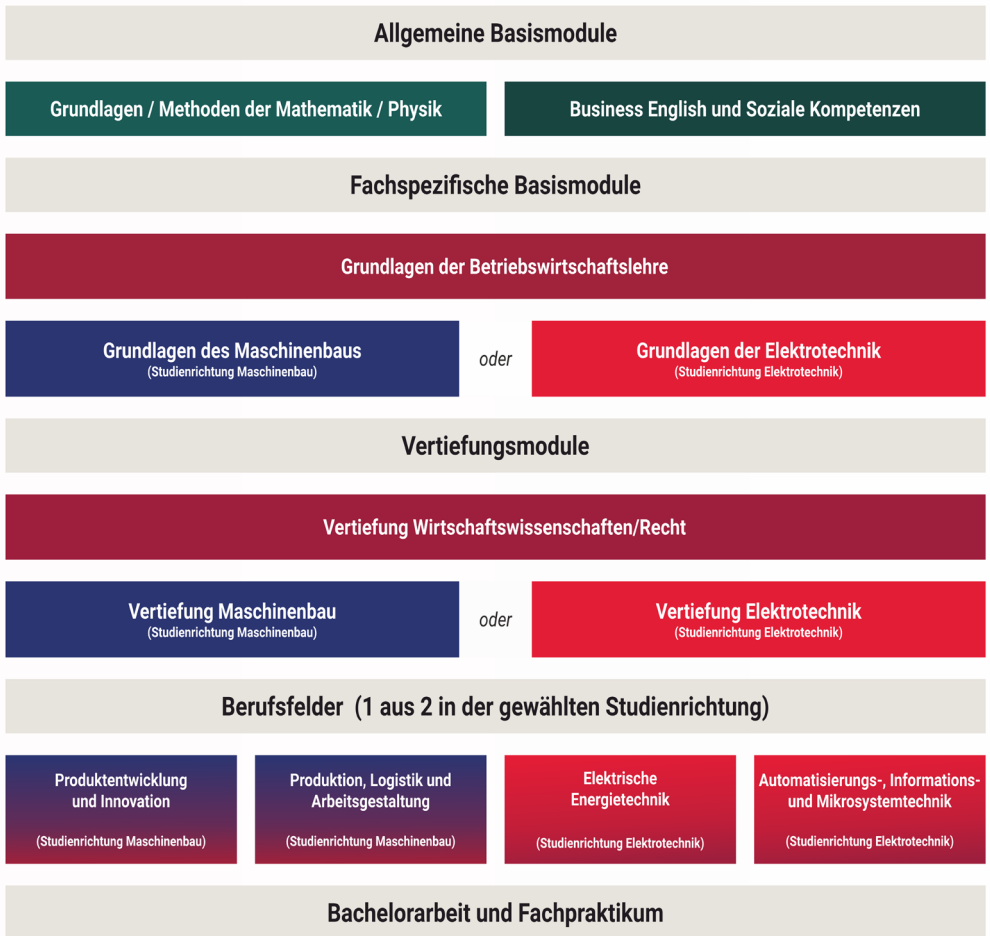 Allgemeine Basismodule
Grundlagen / Methoden der Mathematik / Physik
Business English und Soziale Kompetenzen
Fachspezifische Basismodule
Grundlagen der Betriebswirtschaftslehre
Grundlagen des Maschinenbaus
(Studienrichtung Maschinenbau)
oder
Grundlagen der Elektrotechnik
(Studienrichtung Elektrotechnik)
Vertiefungsmodule
Vertiefung Wirtschaftswissenschaften/Recht
Vertiefung Maschinenbau
(Studienrichtung Maschinenbau)
oder
Vertiefung Elektrotechnik
(Studienrichtung Elektrotechnik)
Berufsfelder (1 aus 2 in der gewählten Studienrichtung)
Produktentwicklung
und Innovation
(Studienrichtung Maschinenbau)
Produktion, Logistik und
Arbeitsgestaltung
(Studienrichtung Maschinenbau)
Elektrische
Energietechnik
(Studienrichtung Elektrotechnik)
Automatisierungs-, Informations-
und Mikrosystemtechnik
(Studienrichtung Elektrotechnik)
Bachelorarbeit und Fachpraktikum